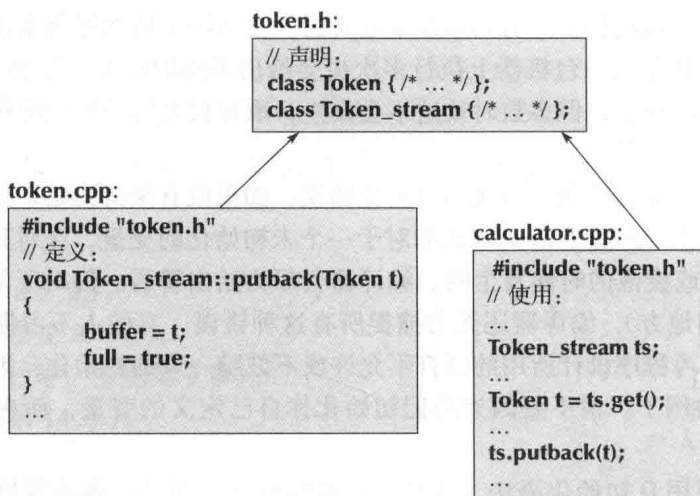 token.h:
// 声明：
class Token { /* … */ };
class Token_stream { /* … */ };
token.cpp:
#include "token.h"
// 定义：
void Token_stream::putback(Token t)
{
buffer = t;
full = true;
}
…
calculator.cpp:
#include "token.h"
// 使用：
…
Token_stream ts;
…
Token t = ts.get();
…
ts.putback(t);
…